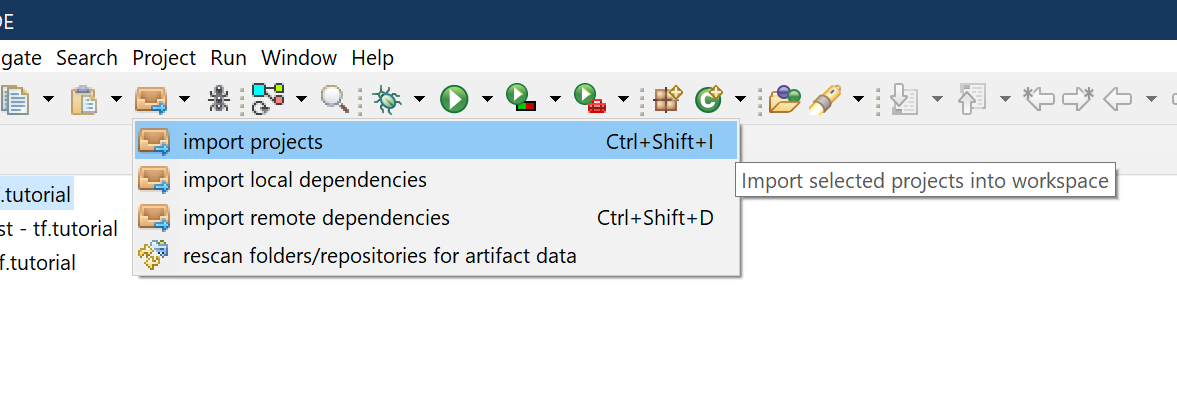 DE
gate Search Project Run Window Help
import projects Ctrl+Shift+I
import local dependencies
Import selected projects into workspace
.tutorial
import remote dependencies Ctrl+Shift+D
st - tf.tutorial
rescan folders/repositories for artifact data
f.tutorial